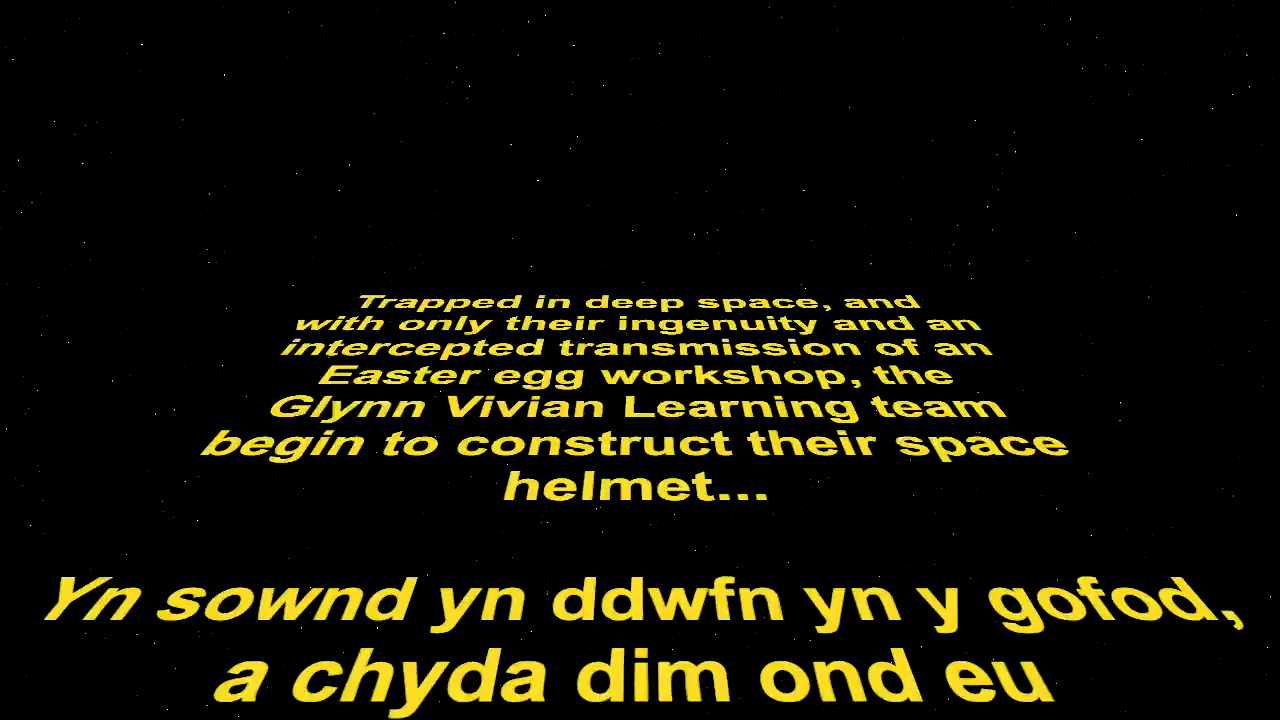 Trapped in deep space, and
with only their ingenuity and an
intercepted transmission of an
Easter egg workshop, the
Glynn Vivian Learning team
begin to construct their space
helmet...
Yn sownd yn ddwfn yn y gofod,
a chyda dim ond eu